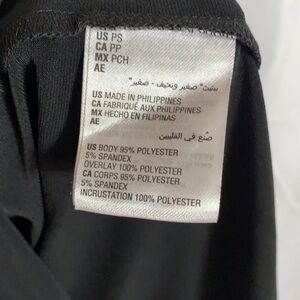 US PS
CA PP
MX PCH
AE
بيتيت" صغير ونحيف - صغير"
US MADE IN PHILIPPINES
CA FABRIQUÉ AUX PHILIPPINES
MX HECHO EN FILIPINAS
AE
صُنع في الفلبين
US BODY 95% POLYESTER
5% SPANDEX
OVERLAY 100% POLYESTER
CA CORPS 95% POLYESTER
5% SPANDEX
INCRUSTATION 100% POLYESTER